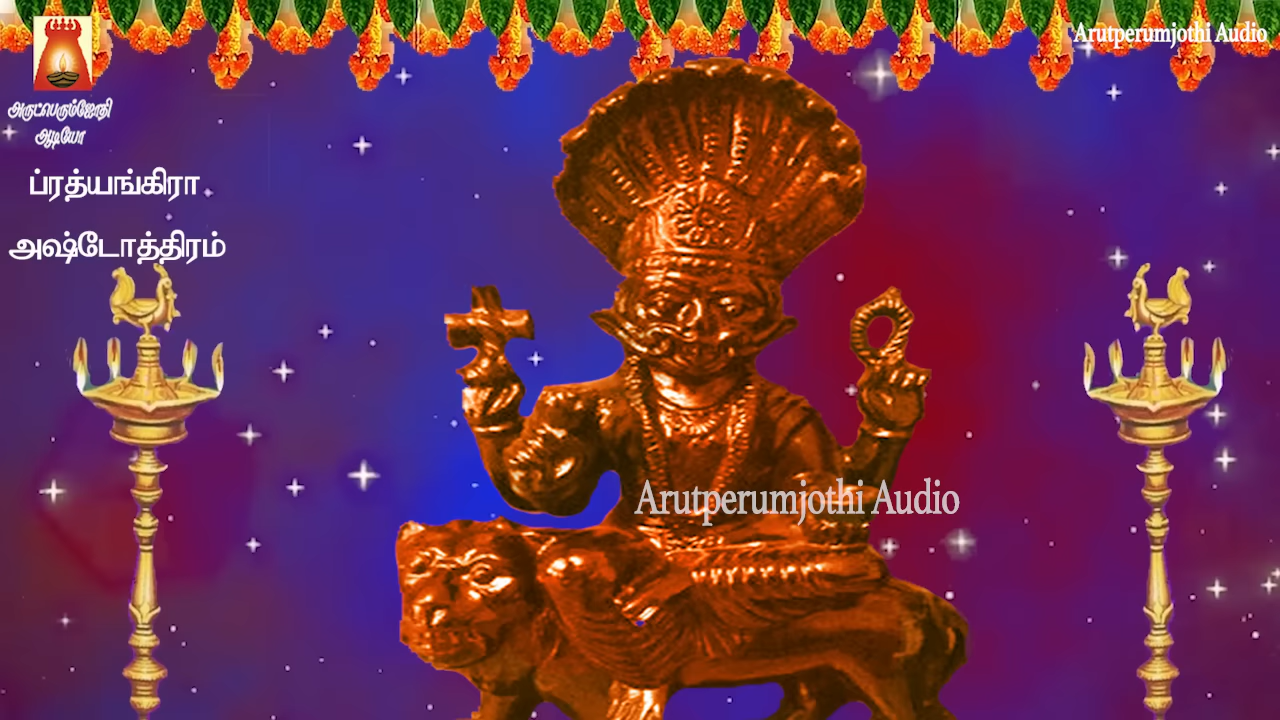 Arutperumjothi Audio
அருட்பெரும்ஜோதி
ஆடியோ
ப்ரத்யங்கிரா
அஷ்டோத்திரம்
Arutperumjothi Audio